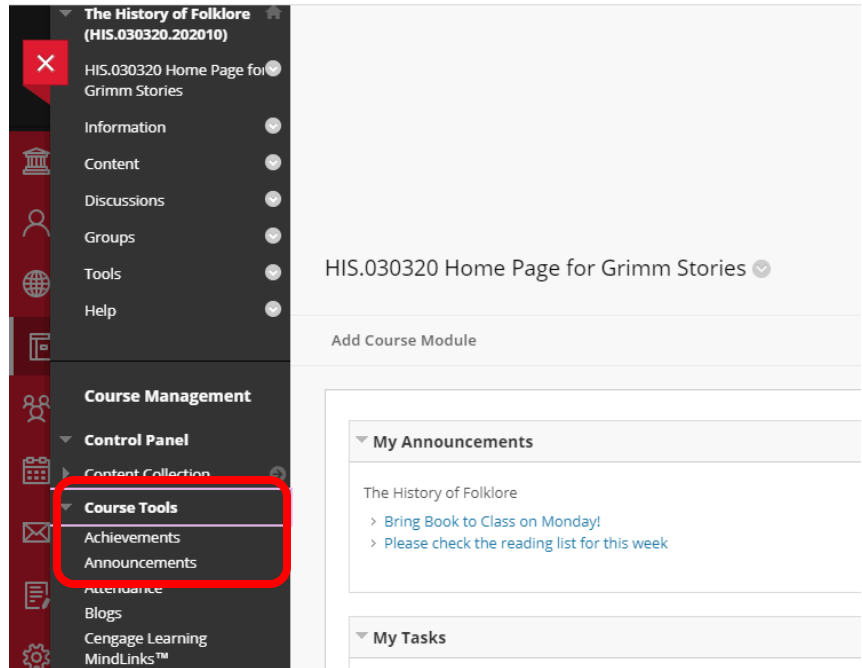 The History of Folklore
(HIS.030320.202010)
HIS.030320 Home Page for
Grimm Stories
Information
Content
Discussions
Groups
Tools
Help
Course Management
Control Panel
Content Collection
Course Tools
Achievements
Announcements
Attendance
Blogs
Cengage Learning
MindLinks™
HIS.030320 Home Page for Grimm Stories
Add Course Module
My Announcements
The History of Folklore
Bring Book to Class on Monday!
Please check the reading list for this week
My Tasks